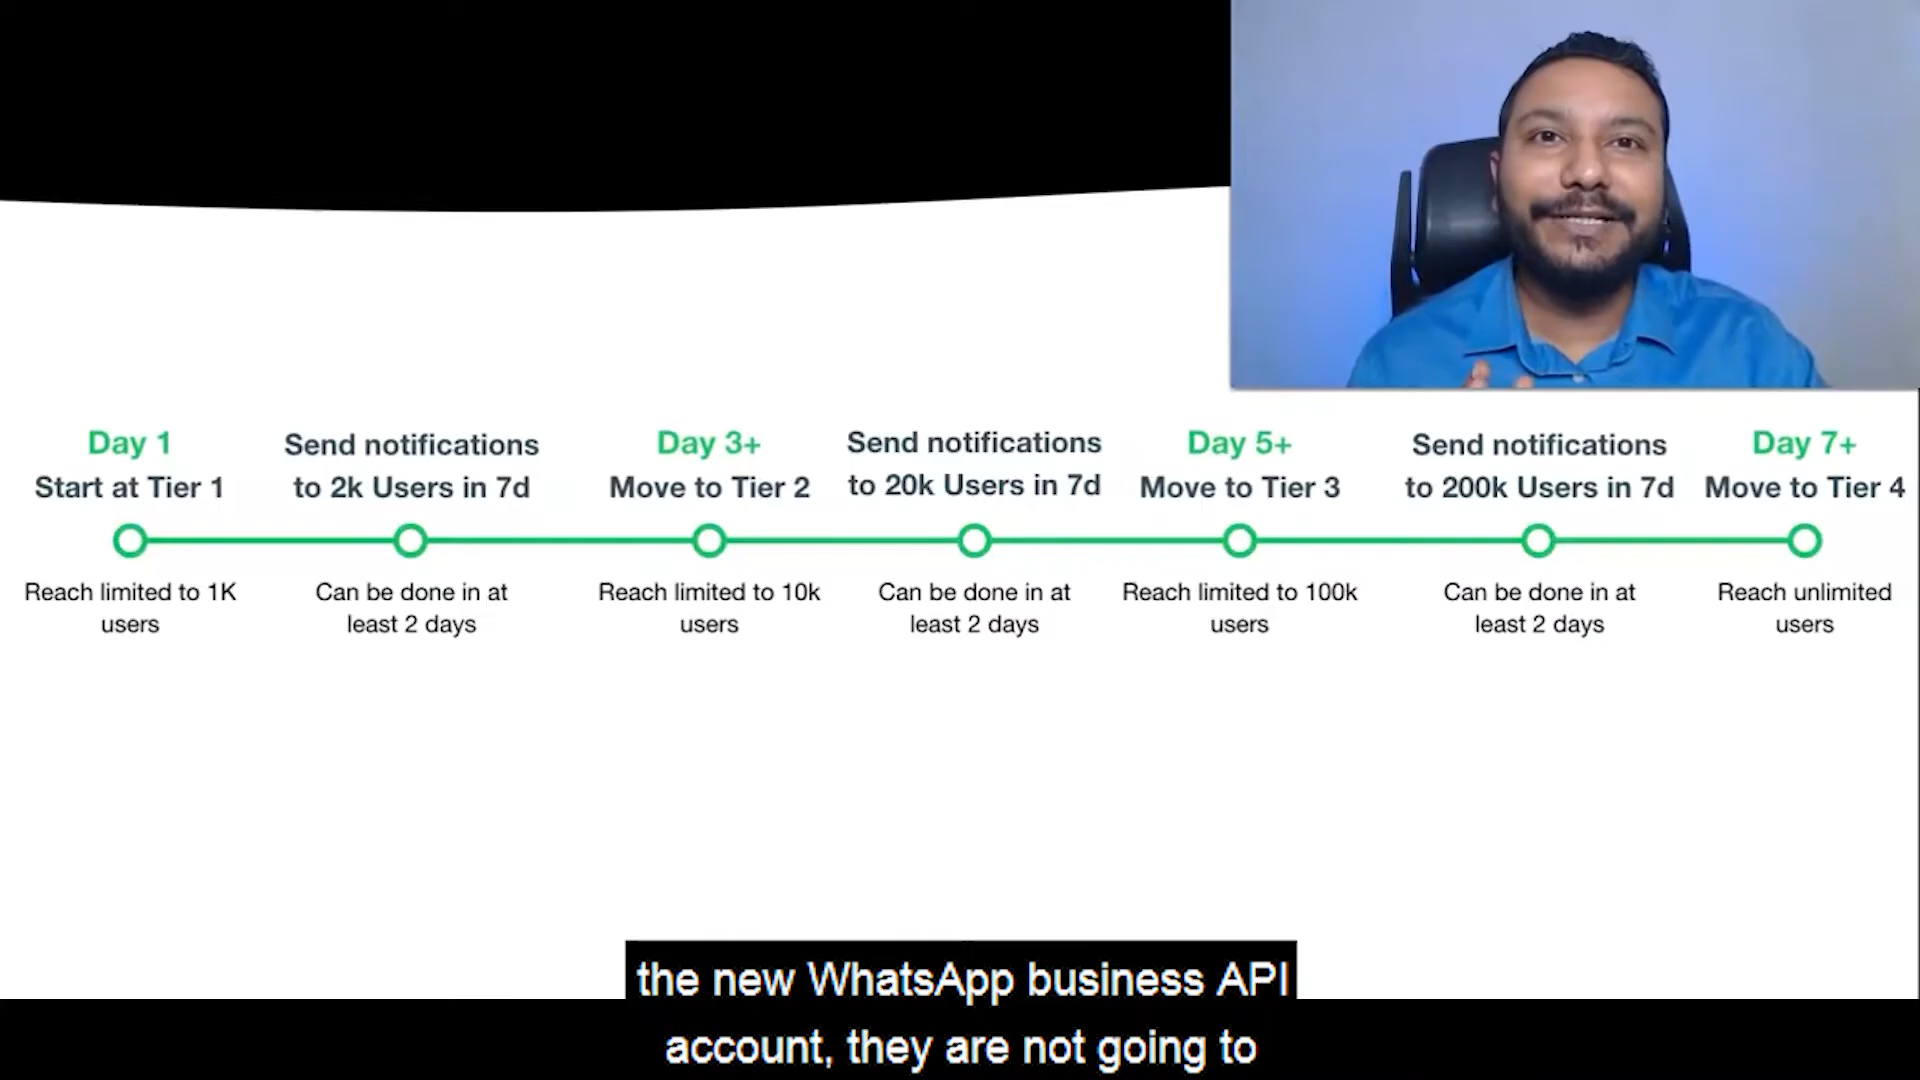 Day 1
Start at Tier 1
Reach limited to 1K
users
Send notifications
to 2k Users in 7d
Can be done in at
least 2 days
Day 3+
Move to Tier 2
Reach limited to 10k
users
Send notifications
to 20k Users in 7d
Can be done in at
least 2 days
Day 5+
Move to Tier 3
Reach limited to 100k
users
Send notifications
to 200k Users in 7d
Can be done in at
least 2 days
Day 7+
Move to Tier 4
Reach unlimited
users
the new WhatsApp business API
account, they are not going to